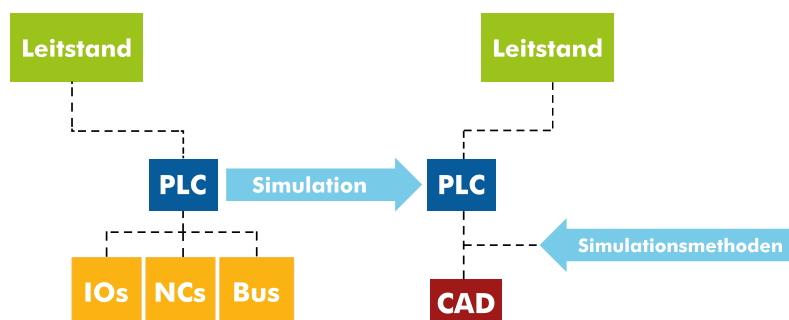 Leitstand
Leitstand
PLC
Simulation
PLC
Simulationsmethoden
IOs
NCs
Bus
CAD